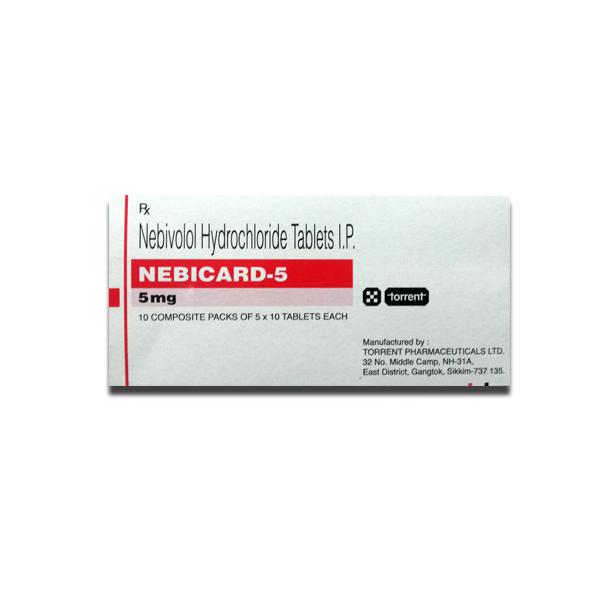 Rx
Nebivolol Hydrochloride Tablets I.P.
NEBICARD-5
5mg
10 COMPOSITE PACKS OF 5 x 10 TABLETS EACH
torrent
Manufactured by :
TORRENT PHARMACEUTICALS LTD.
32 No. Middle Camp, NH-31A,
East District, Gangtok, Sikkim-737 135.